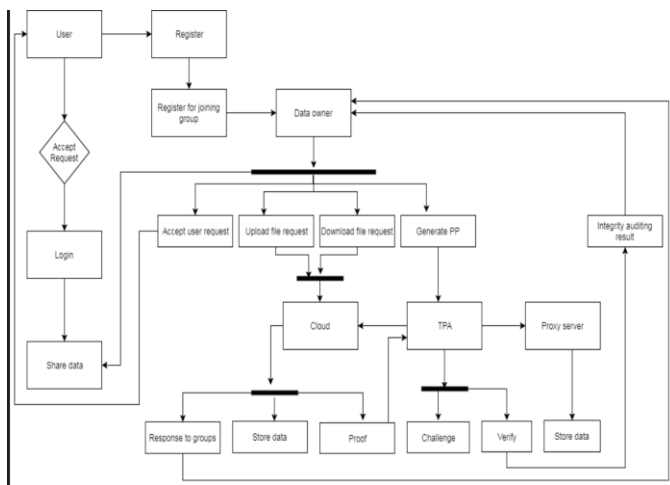 User
Register
Register for joining
group
Data owner
Accept
Request
Accept user request
Upload file request
Download file request
Generate PP
Integrity auditing
result
Login
Cloud
TPA
Proxy server
Share data
Response to groups
Store data
Proof
Challenge
Verify
Store data